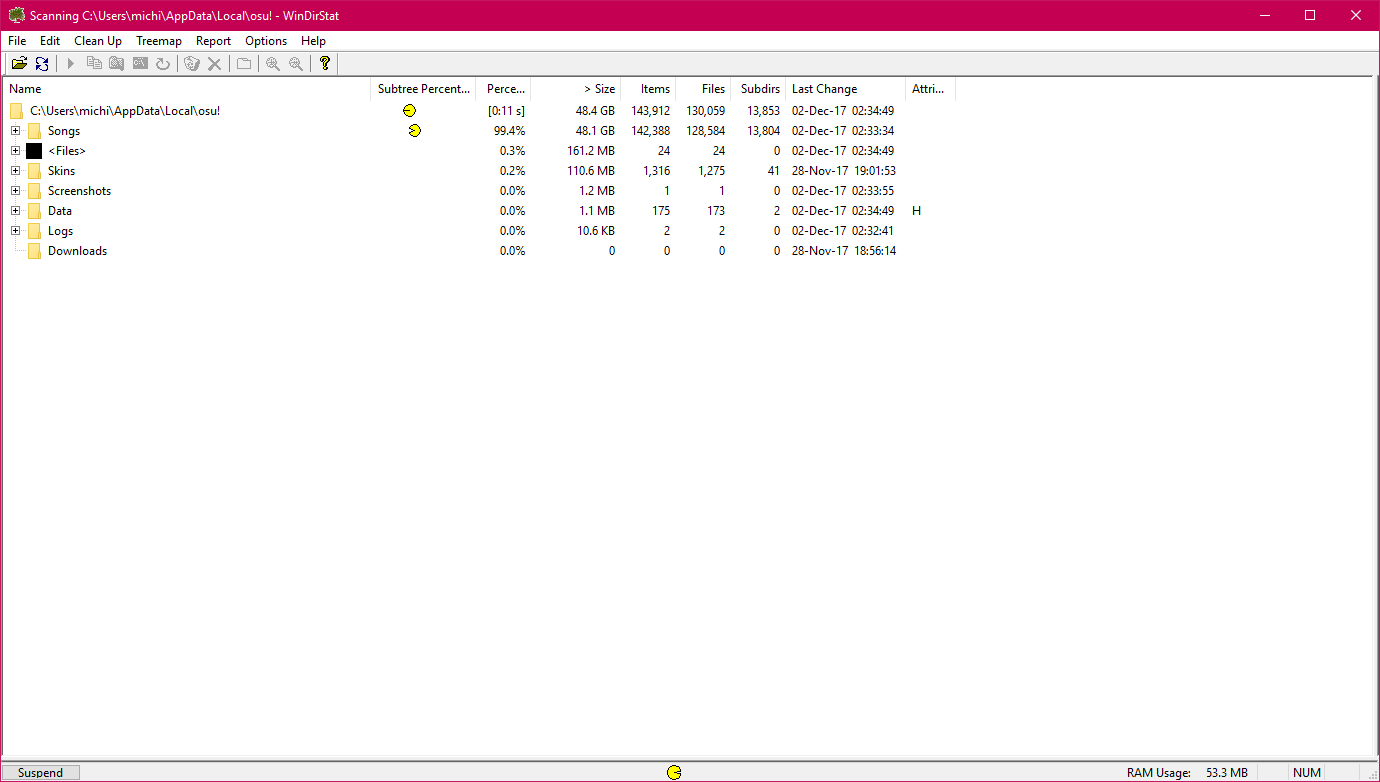 Scanning C:\Users\michi\AppData\Local\osu! - WinDirStat
File Edit Clean Up Treemap Report Options Help
Name Subtree Percent... Perce... > Size Items Files Subdirs Last Change Attri...
C:\Users\michi\AppData\Local\osu! [0:11 s] 48.4 GB 143,912 130,059 13,853 02-Dec-17 02:34:49
Songs 99.4% 48.1 GB 142,388 128,584 13,804 02-Dec-17 02:33:34
<Files> 0.3% 161.2 MB 24 24 0 02-Dec-17 02:34:49
Skins 0.2% 110.6 MB 1,316 1,275 41 28-Nov-17 19:01:53
Screenshots 0.0% 1.2 MB 1 1 0 02-Dec-17 02:33:55
Data 0.0% 1.1 MB 175 173 2 02-Dec-17 02:34:49 H
Logs 0.0% 10.6 KB 2 2 0 02-Dec-17 02:32:41
Downloads 0.0% 0 0 0 0 28-Nov-17 18:56:14
Suspend RAM Usage: 53.3 MB NUM